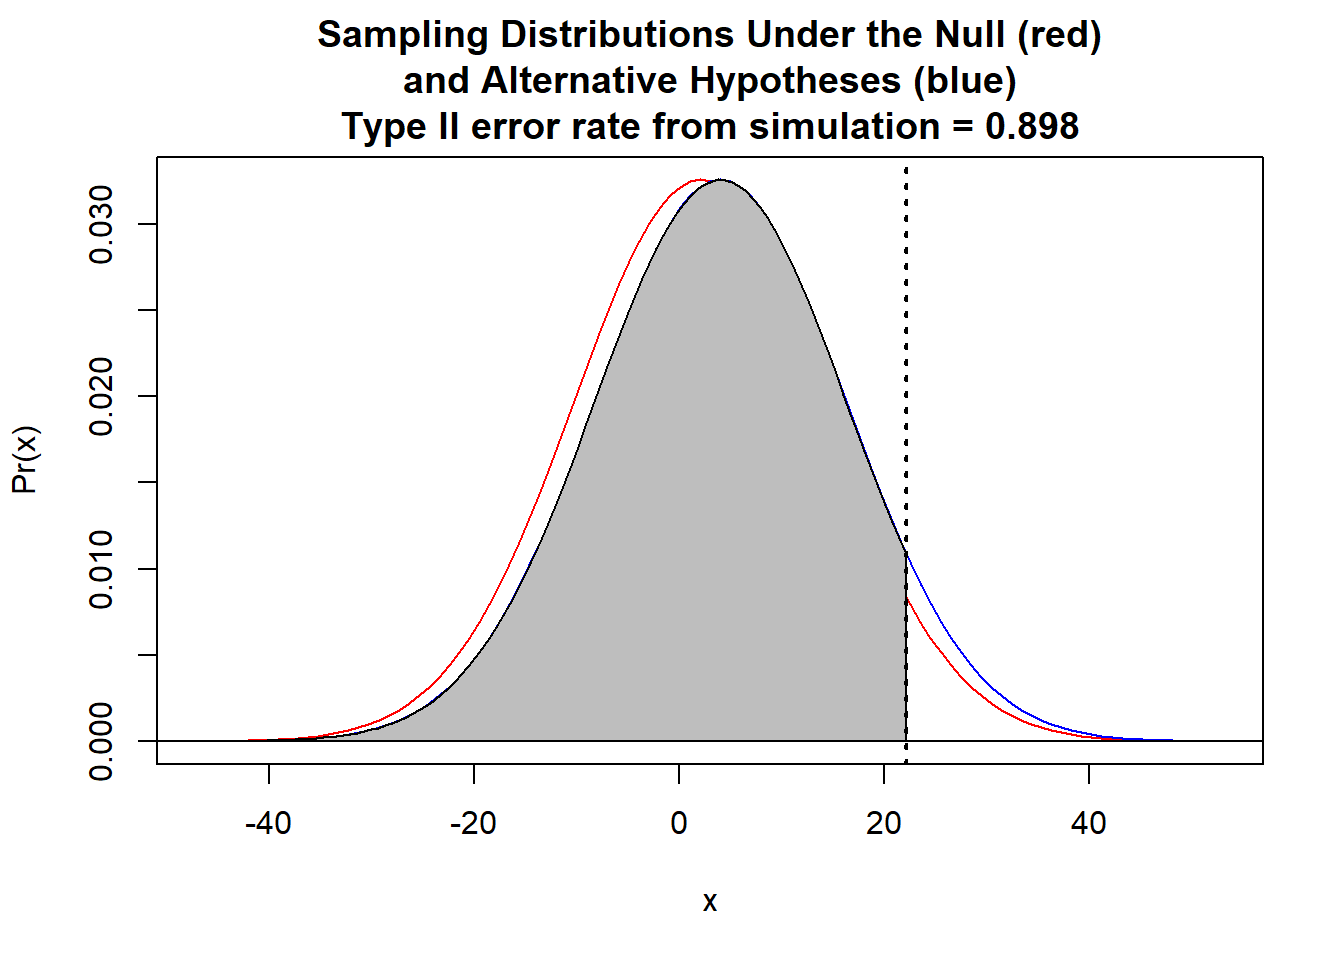 Sampling Distributions Under the Null (red)
and Alternative Hypotheses (blue)
Type II error rate from simulation = 0.898
Pr(x)
0.030
0.020
0.010
0.000
-40 -20 0 20 40
x